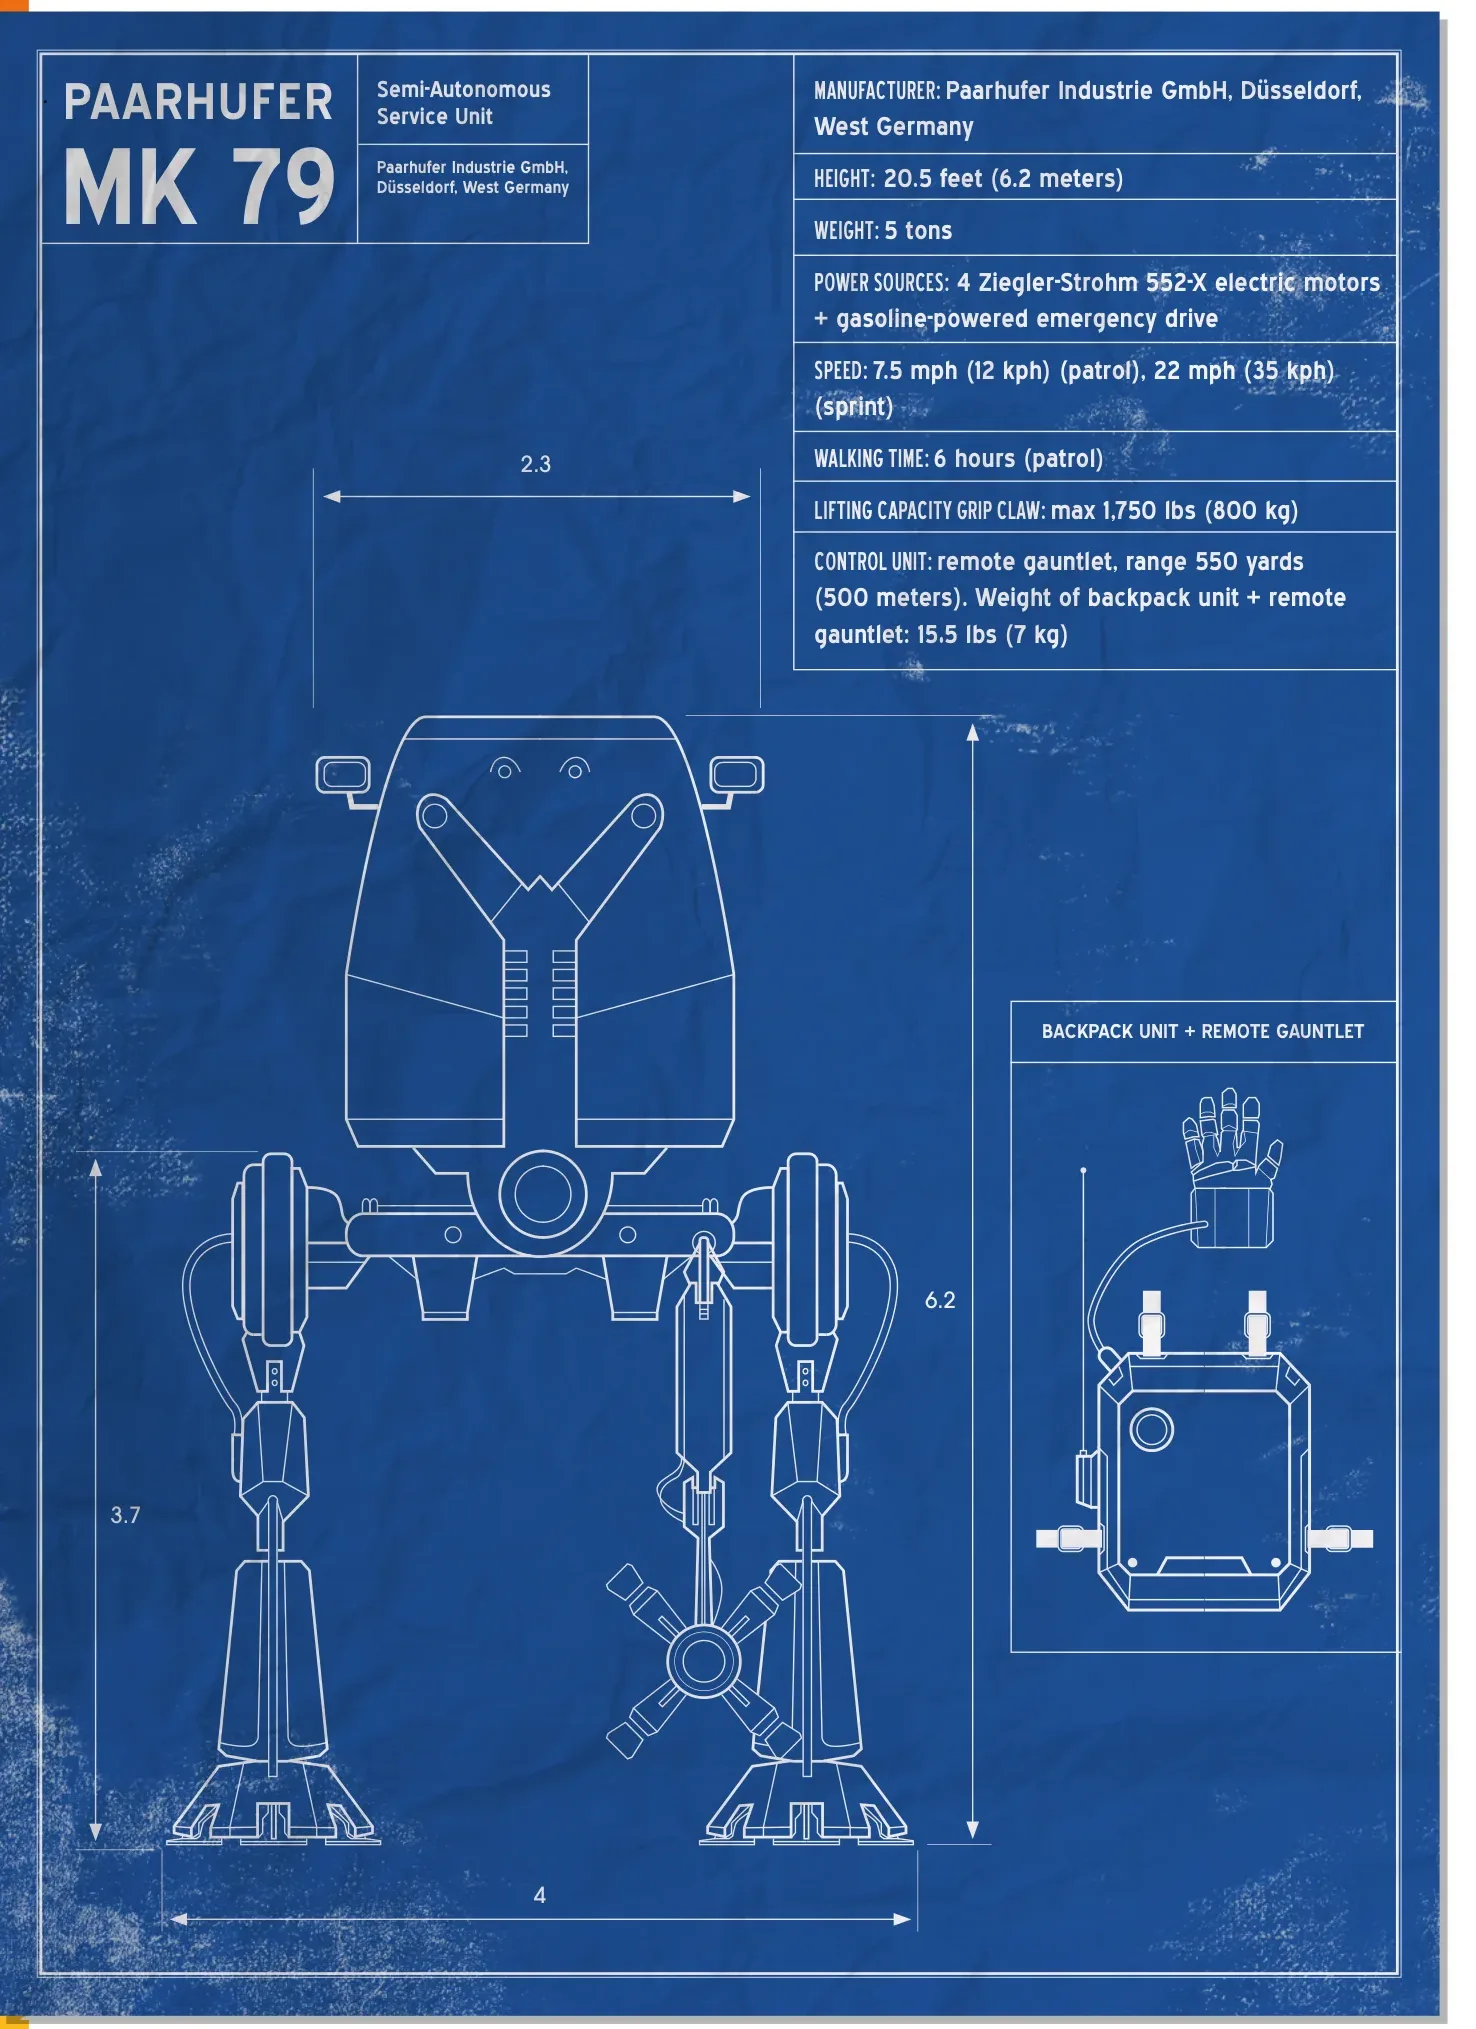 PAARHUFER
MK 79
Semi-Autonomous
Service Unit
Paarhufer Industrie GmbH,
Düsseldorf, West Germany
MANUFACTURER: Paarhufer Industrie GmbH, Düsseldorf,
West Germany
HEIGHT: 20.5 feet (6.2 meters)
WEIGHT: 5 tons
POWER SOURCES: 4 Ziegler-Strohm 552-X electric motors
+ gasoline-powered emergency drive
SPEED: 7.5 mph (12 kph) (patrol), 22 mph (35 kph)
(sprint)
WALKING TIME: 6 hours (patrol)
LIFTING CAPACITY GRIP CLAW: max 1,750 lbs (800 kg)
CONTROL UNIT: remote gauntlet, range 550 yards
(500 meters). Weight of backpack unit + remote
gauntlet: 15.5 lbs (7 kg)
2.3
BACKPACK UNIT + REMOTE GAUNTLET
6.2
3.7
4